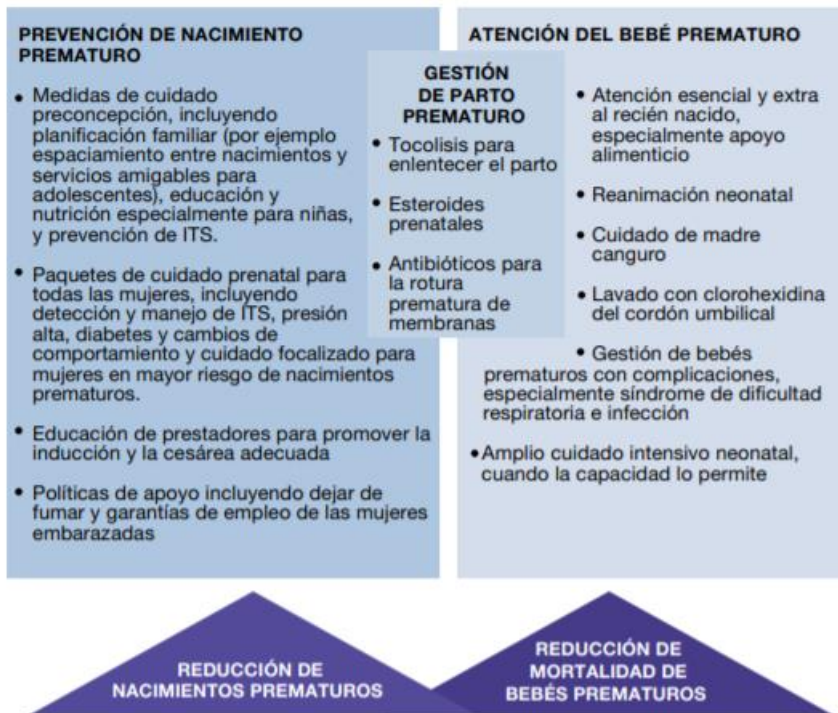 PREVENCIÓN DE NACIMIENTO
PREMATURO
• Medidas de cuidado
preconcepción, incluyendo
planificación familiar (por ejemplo
espaciamiento entre nacimientos y
servicios amigables para
adolescentes), educación y
nutrición especialmente para niñas,
y prevención de ITS.
• Paquetes de cuidado prenatal para
todas las mujeres, incluyendo
detección y manejo de ITS, presión
alta, diabetes y cambios de
comportamiento y cuidado focalizado para
mujeres en mayor riesgo de nacimientos
prematuros.
• Educación de prestadores para promover la
inducción y la cesárea adecuada
• Políticas de apoyo incluyendo dejar de
fumar y garantías de empleo de las mujeres
embarazadas
GESTIÓN
DE PARTO
PREMATURO
• Tocolisis para
enlentecer el parto
• Esteroides
prenatales
• Antibióticos para
la rotura
prematura de
membranas
ATENCIÓN DEL BEBÉ PREMATURO
• Atención esencial y extra
al recién nacido,
especialmente apoyo
alimenticio
• Reanimación neonatal
• Cuidado de madre
canguro
• Lavado con clorohexidina
del cordón umbilical
• Gestión de bebés
prematuros con complicaciones,
especialmente síndrome de dificultad
respiratoria e infección
• Amplio cuidado intensivo neonatal,
cuando la capacidad lo permite
REDUCCIÓN DE
NACIMIENTOS PREMATUROS
REDUCCIÓN DE
MORTALIDAD DE
BEBÉS PREMATUROS